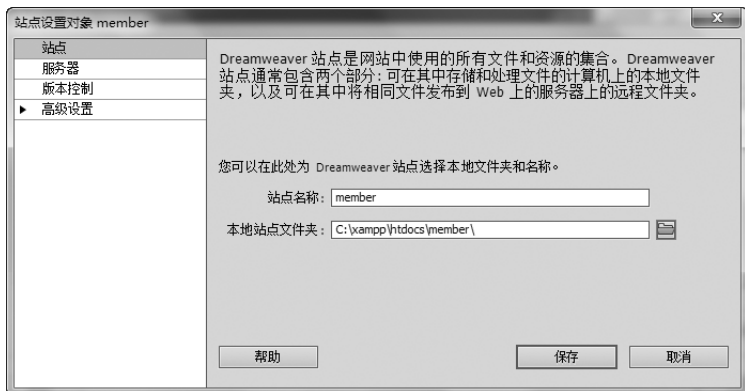 站点设置对象 member
站点
服务器
版本控制
高级设置
Dreamweaver 站点是网站中使用的所有文件和资源的集合。Dreamweaver
站点通常包含两个部分:可在其中存储和处理文件的计算机上的本地文件
夹，以及可在其中将相同文件发布到 Web 上的服务器上的远程文件夹。
您可以在此处为 Dreamweaver 站点选择本地文件夹和名称。
站点名称: member
本地站点文件夹: C:\xampp\htdocs\member\
帮助 保存 取消